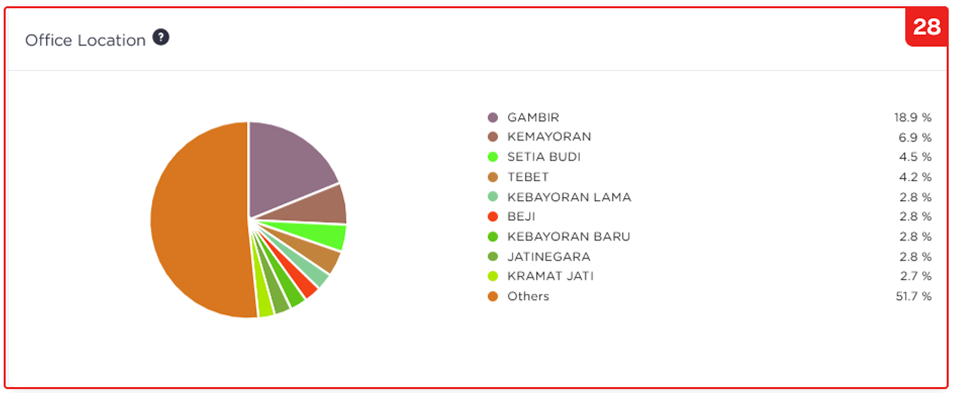 28
Office Location ?
GAMBIR 18.9 %
KEMAYORAN 6.9 %
SETIA BUDI 4.5 %
TEBET 4.2 %
KEBAYORAN LAMA 2.8 %
BEJI 2.8 %
KEBAYORAN BARU 2.8 %
JATINEGARA 2.8 %
KRAMAT JATI 2.7 %
Others 51.7 %